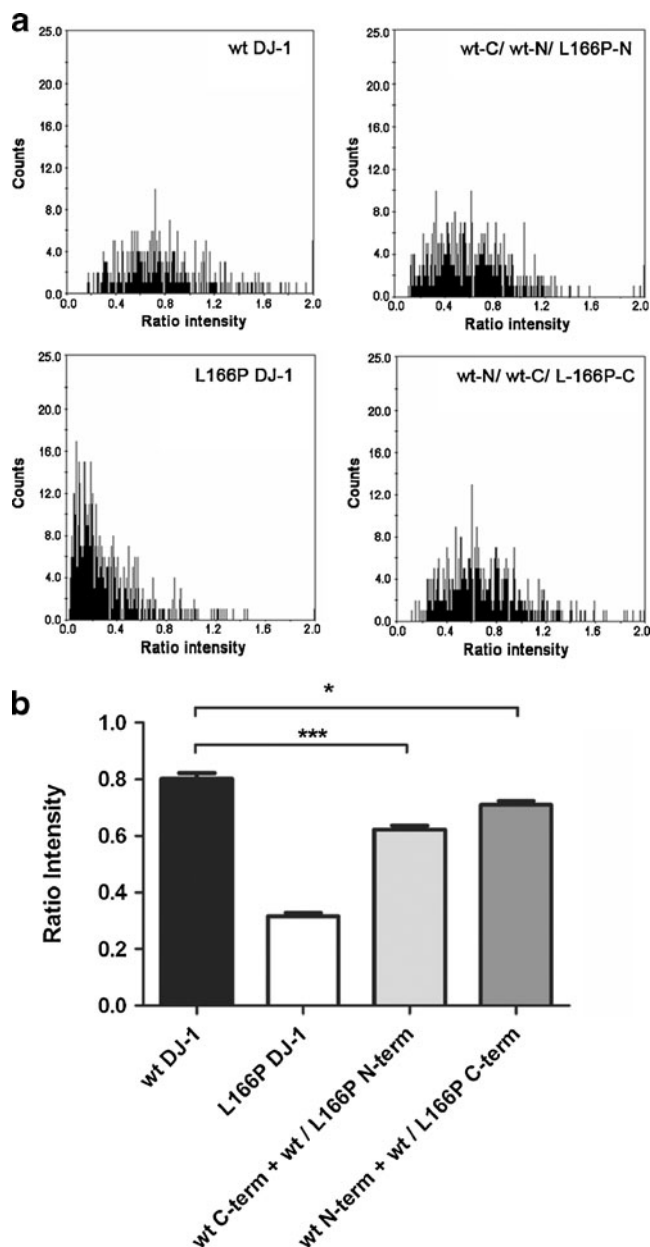 a
wt DJ-1
25.0
20.0
16.0
12.0
8.0
4.0
0.0
Counts
0.0 0.4 0.8 1.2 1.6 2.0
Ratio intensity
wt-C/ wt-N/ L166P-N
25.0
20.0
16.0
12.0
8.0
4.0
0.0
Counts
0.0 0.4 0.8 1.2 1.6 2.0
Ratio intensity
L166P DJ-1
25.0
20.0
16.0
12.0
8.0
4.0
0.0
Counts
0.0 0.4 0.8 1.2 1.6 2.0
Ratio intensity
wt-N/ wt-C/ L-166P-C
25.0
20.0
16.0
12.0
8.0
4.0
0.0
Counts
0.0 0.4 0.8 1.2 1.6 2.0
Ratio intensity
b
*
***
1.0
0.8
0.6
0.4
0.2
0.0
Ratio Intensity
wt DJ-1
L166P DJ-1
wt C-term + wt / L166P N-term
wt N-term + wt / L166P C-term